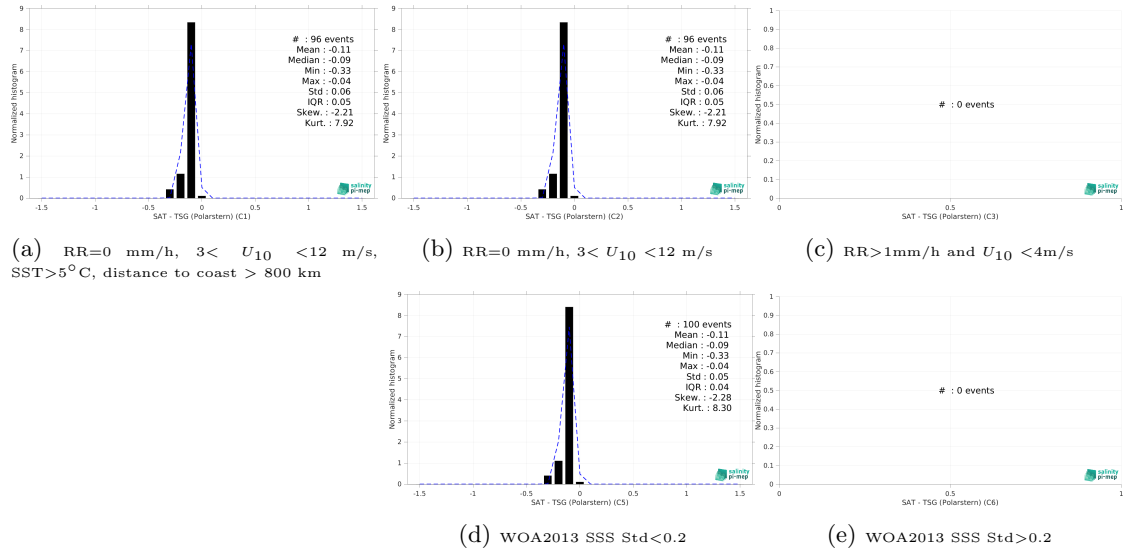 9
8
7
6
5
4
3
2
1
0
Normalized histogram
# : 96 events
Mean : -0.11
Median : -0.09
Min : -0.33
Max : -0.04
Std : 0.06
IQR : 0.05
Skew. : -2.21
Kurt. : 7.92
salinity
pi-mep
-1.5 -1 -0.5 0 0.5 1 1.5
SAT - TSG (Polarstern) (C1)
(a) RR=0 mm/h, 3< U10 <12 m/s,
SST>5°C, distance to coast > 800 km
9
8
7
6
5
4
3
2
1
0
Normalized histogram
# : 96 events
Mean : -0.11
Median : -0.09
Min : -0.33
Max : -0.04
Std : 0.06
IQR : 0.05
Skew. : -2.21
Kurt. : 7.92
salinity
pi-mep
-1.5 -1 -0.5 0 0.5 1 1.5
SAT - TSG (Polarstern) (C2)
(b) RR=0 mm/h, 3< U10 <12 m/s
1
0.9
0.8
0.7
0.6
0.5
0.4
0.3
0.2
0.1
0
Normalized histogram
# : 0 events
salinity
pi-mep
0 0.5 1
SAT - TSG (Polarstern) (C3)
(c) RR>1mm/h and U10 <4m/s
9
8
7
6
5
4
3
2
1
0
Normalized histogram
# : 100 events
Mean : -0.11
Median : -0.09
Min : -0.33
Max : -0.04
Std : 0.05
IQR : 0.04
Skew. : -2.28
Kurt. : 8.30
salinity
pi-mep
-1.5 -1 -0.5 0 0.5 1 1.5
SAT - TSG (Polarstern) (C5)
(d) WOA2013 SSS Std<0.2
1
0.9
0.8
0.7
0.6
0.5
0.4
0.3
0.2
0.1
0
Normalized histogram
# : 0 events
salinity
pi-mep
0 0.5 1
SAT - TSG (Polarstern) (C6)
(e) WOA2013 SSS Std>0.2